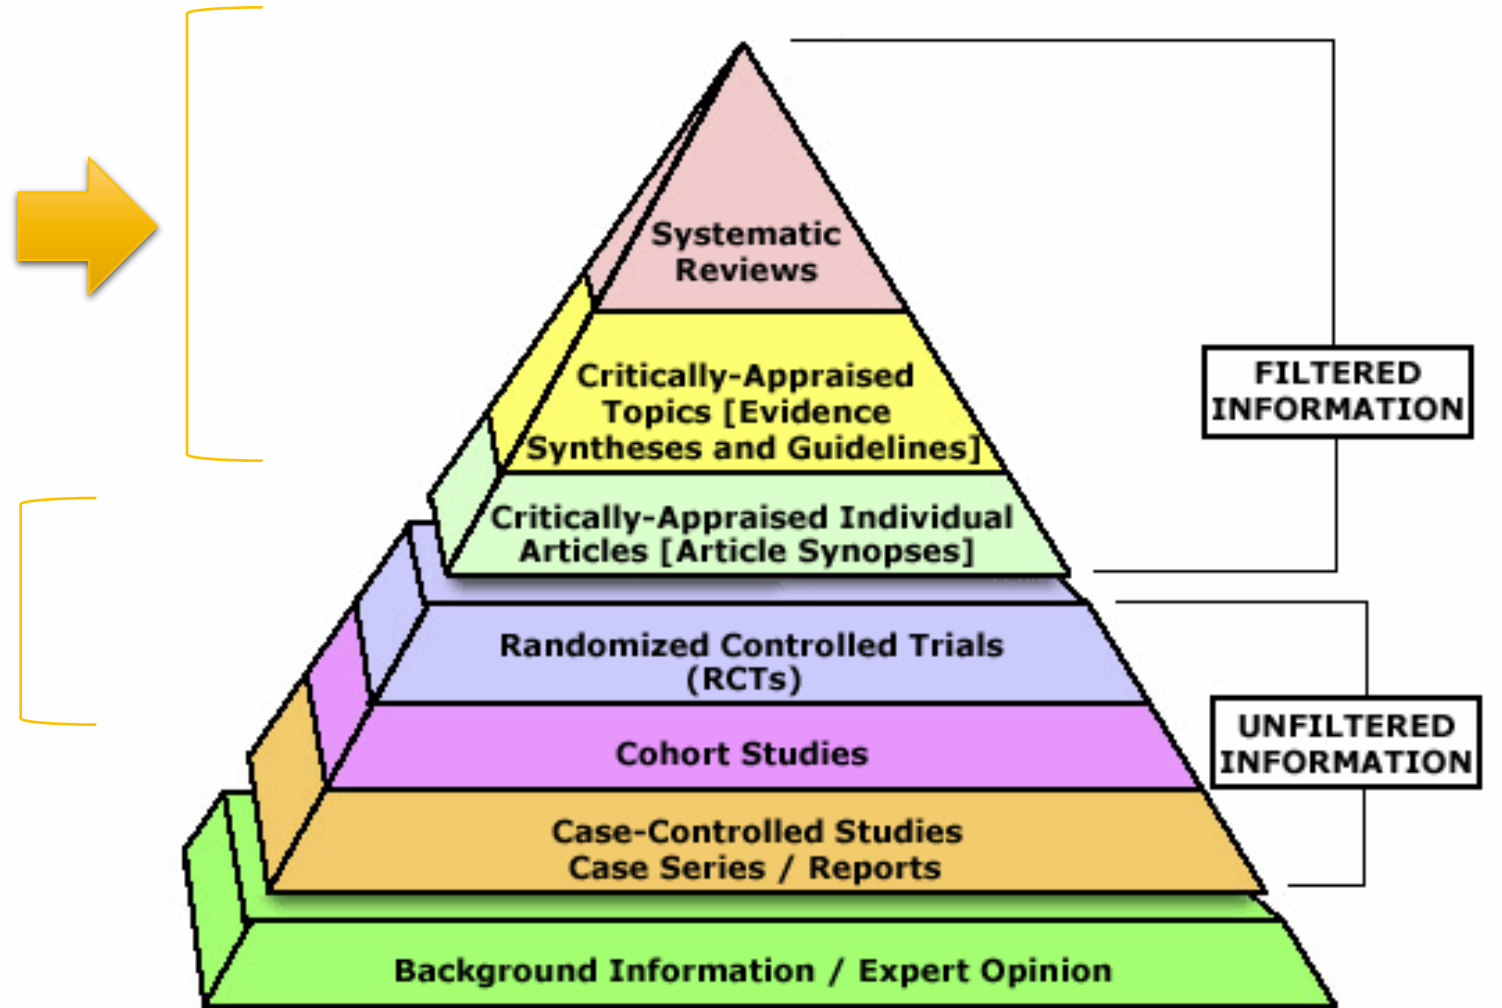 Systematic
Reviews
Critically-Appraised
Topics [Evidence
Syntheses and Guidelines]
FILTERED
INFORMATION
Critically-Appraised Individual
Articles [Article Synopses]
Randomized Controlled Trials
(RCTs)
Cohort Studies
UNFILTERED
INFORMATION
Case-Controlled Studies
Case Series / Reports
Background Information / Expert Opinion